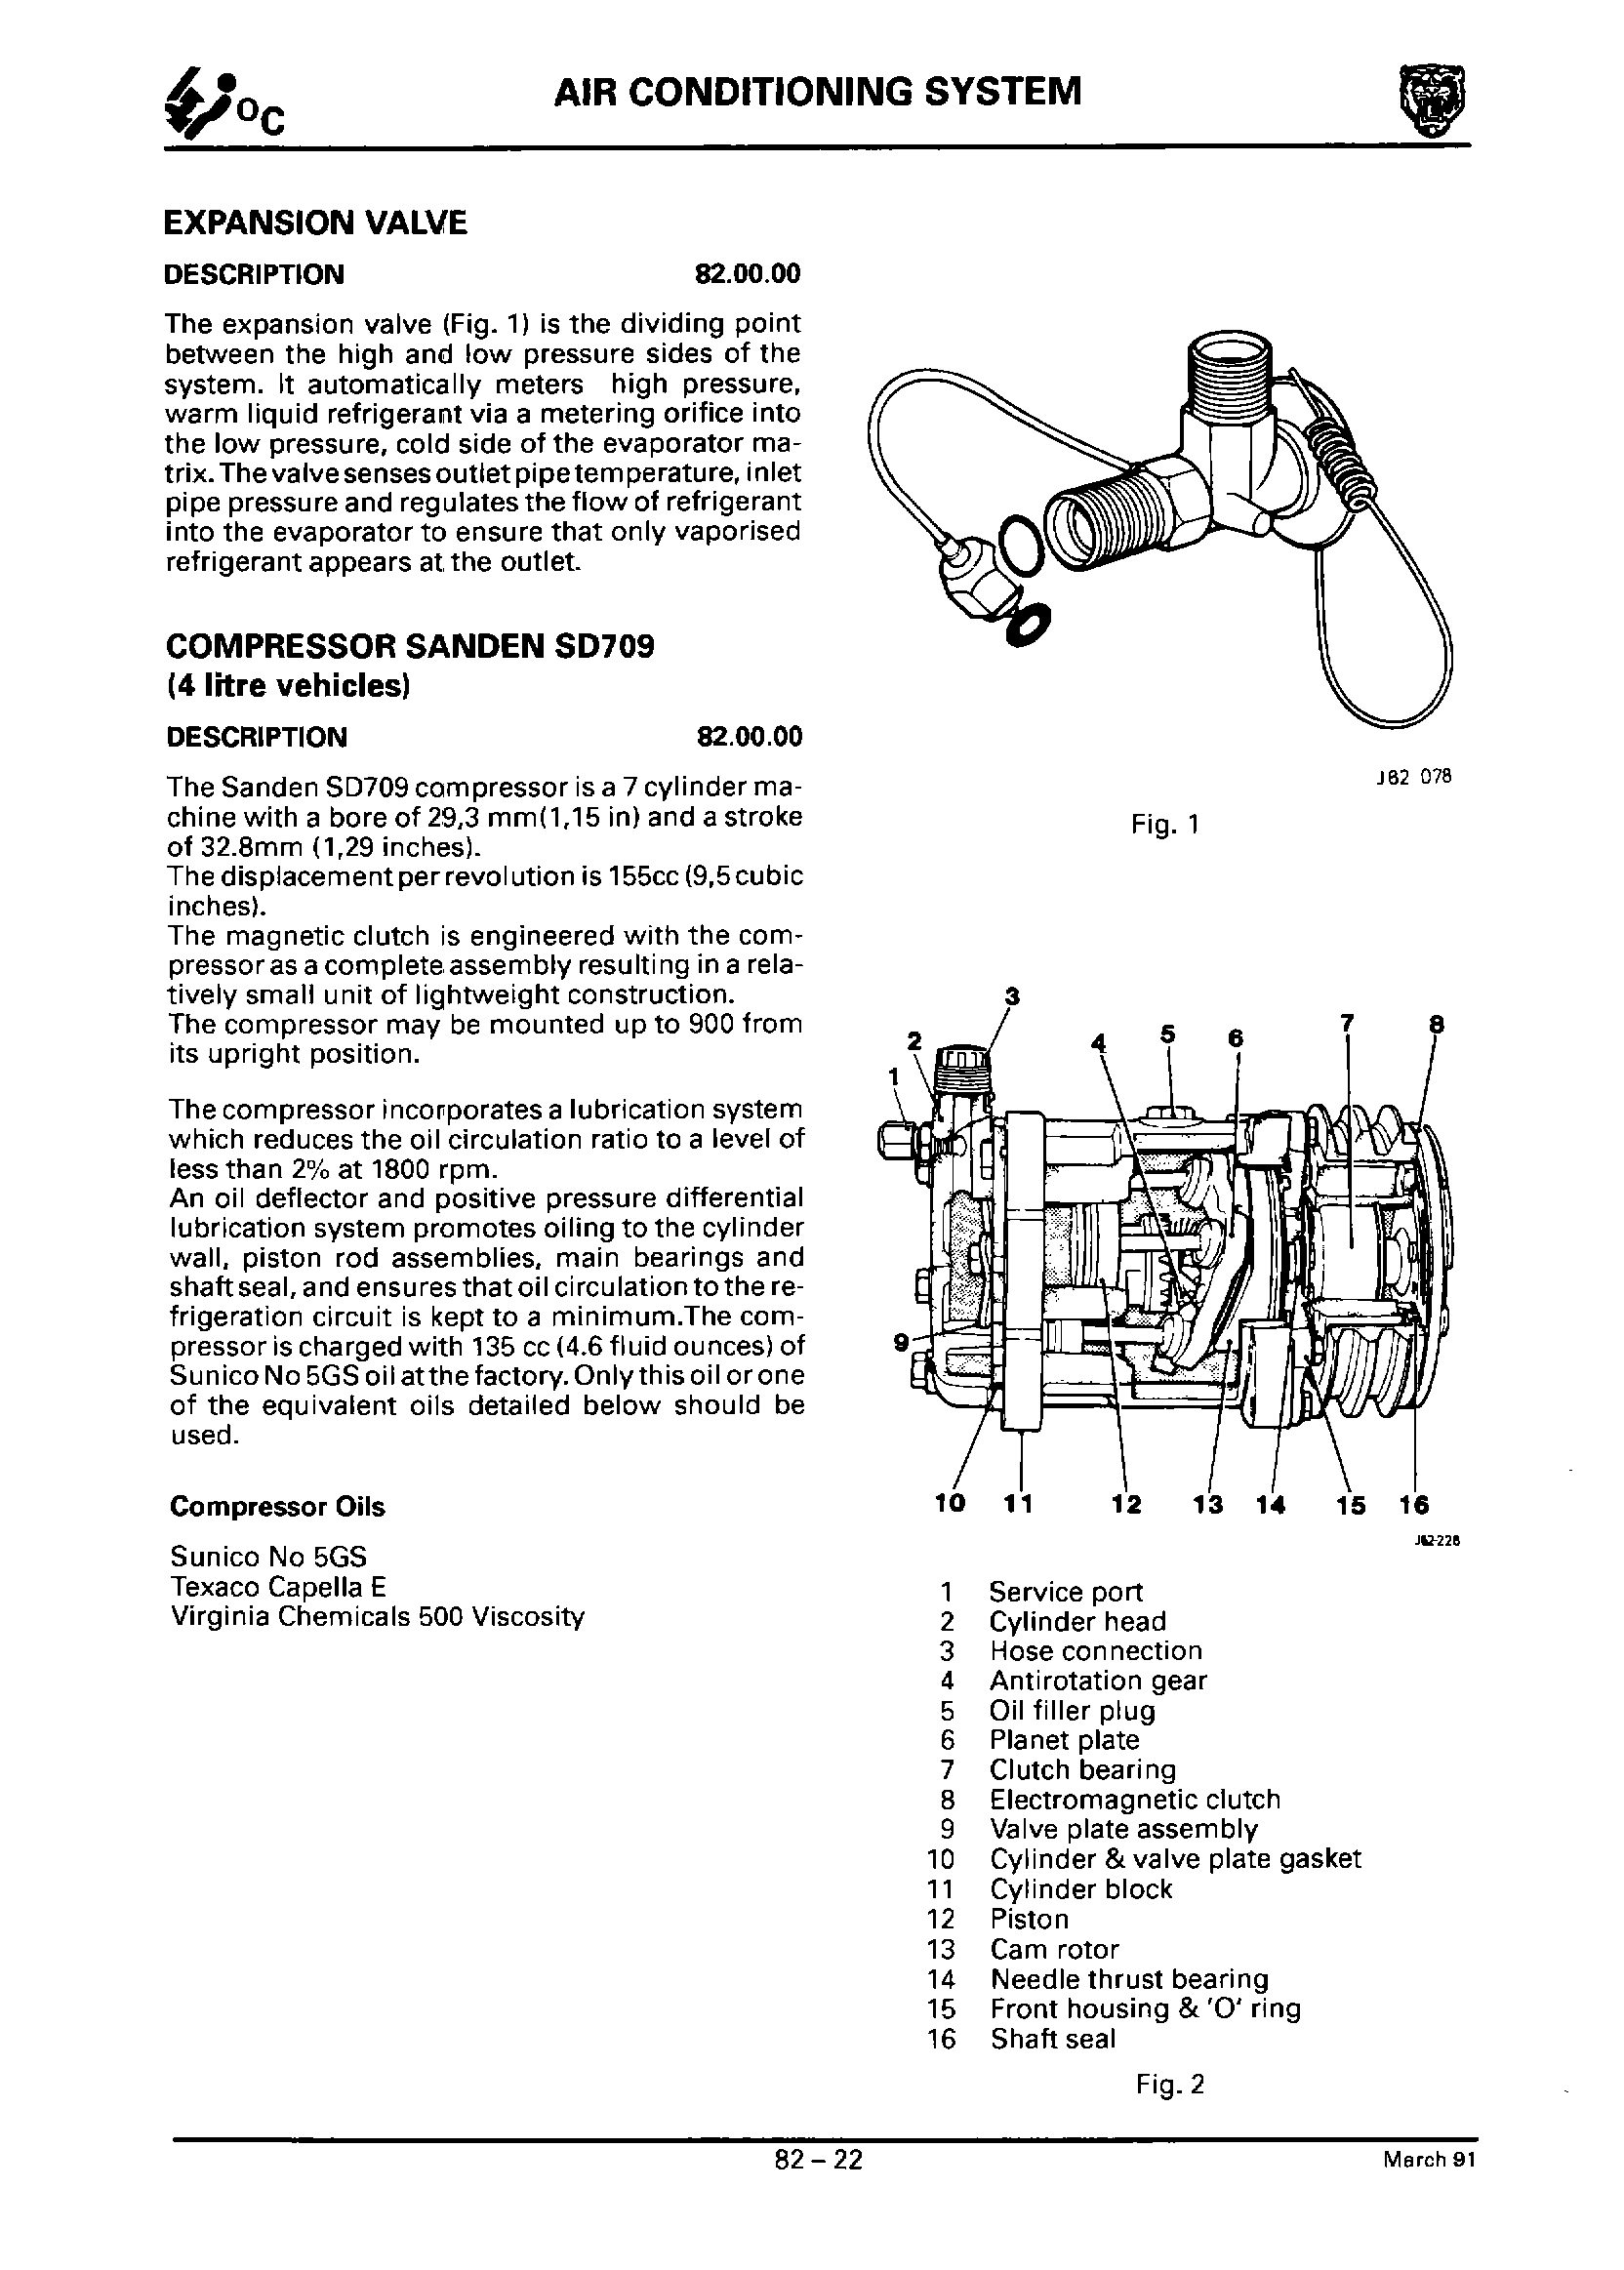 °C
AIR CONDITIONING SYSTEM
EXPANSION VALVE
DESCRIPTION 82.00.00
The expansion valve (Fig. 1) is the dividing point
between the high and low pressure sides of the
system. It automatically meters high pressure,
warm liquid refrigerant via a metering orifice into
the low pressure, cold side of the evaporator ma-
trix. The valve senses outlet pipe temperature, inlet
pipe pressure and regulates the flow of refrigerant
into the evaporator to ensure that only vaporised
refrigerant appears at the outlet.
COMPRESSOR SANDEN SD709
(4 litre vehicles)
DESCRIPTION 82.00.00
The Sanden SD709 compressor is a 7 cylinder ma-
chine with a bore of 29,3 mm(1,15 in) and a stroke
of 32.8mm (1,29 inches).
The displacement per revolution is 155cc (9,5 cubic
inches).
The magnetic clutch is engineered with the com-
pressor as a complete assembly resulting in a rela-
tively small unit of lightweight construction.
The compressor may be mounted up to 900 from
its upright position.
The compressor incorporates a lubrication system
which reduces the oil circulation ratio to a level of
less than 2% at 1800 rpm.
An oil deflector and positive pressure differential
lubrication system promotes oiling to the cylinder
wall, piston rod assemblies, main bearings and
shaft seal, and ensures that oil circulation to the re-
frigeration circuit is kept to a minimum.The com-
pressor is charged with 135 cc (4.6 fluid ounces) of
Sunico No 5GS oil at the factory. Only this oil or one
of the equivalent oils detailed below should be
used.
Compressor Oils
Sunico No 5GS
Texaco Capella E
Virginia Chemicals 500 Viscosity
J82 078
Fig. 1
1 2 3 4 5 6 7 8
9
10 11 12 13 14 15 16
J82-228
1 Service port
2 Cylinder head
3 Hose connection
4 Antirotation gear
5 Oil filler plug
6 Planet plate
7 Clutch bearing
8 Electromagnetic clutch
9 Valve plate assembly
10 Cylinder & valve plate gasket
11 Cylinder block
12 Piston
13 Cam rotor
14 Needle thrust bearing
15 Front housing & 'O' ring
16 Shaft seal
Fig. 2
82 – 22
March 91